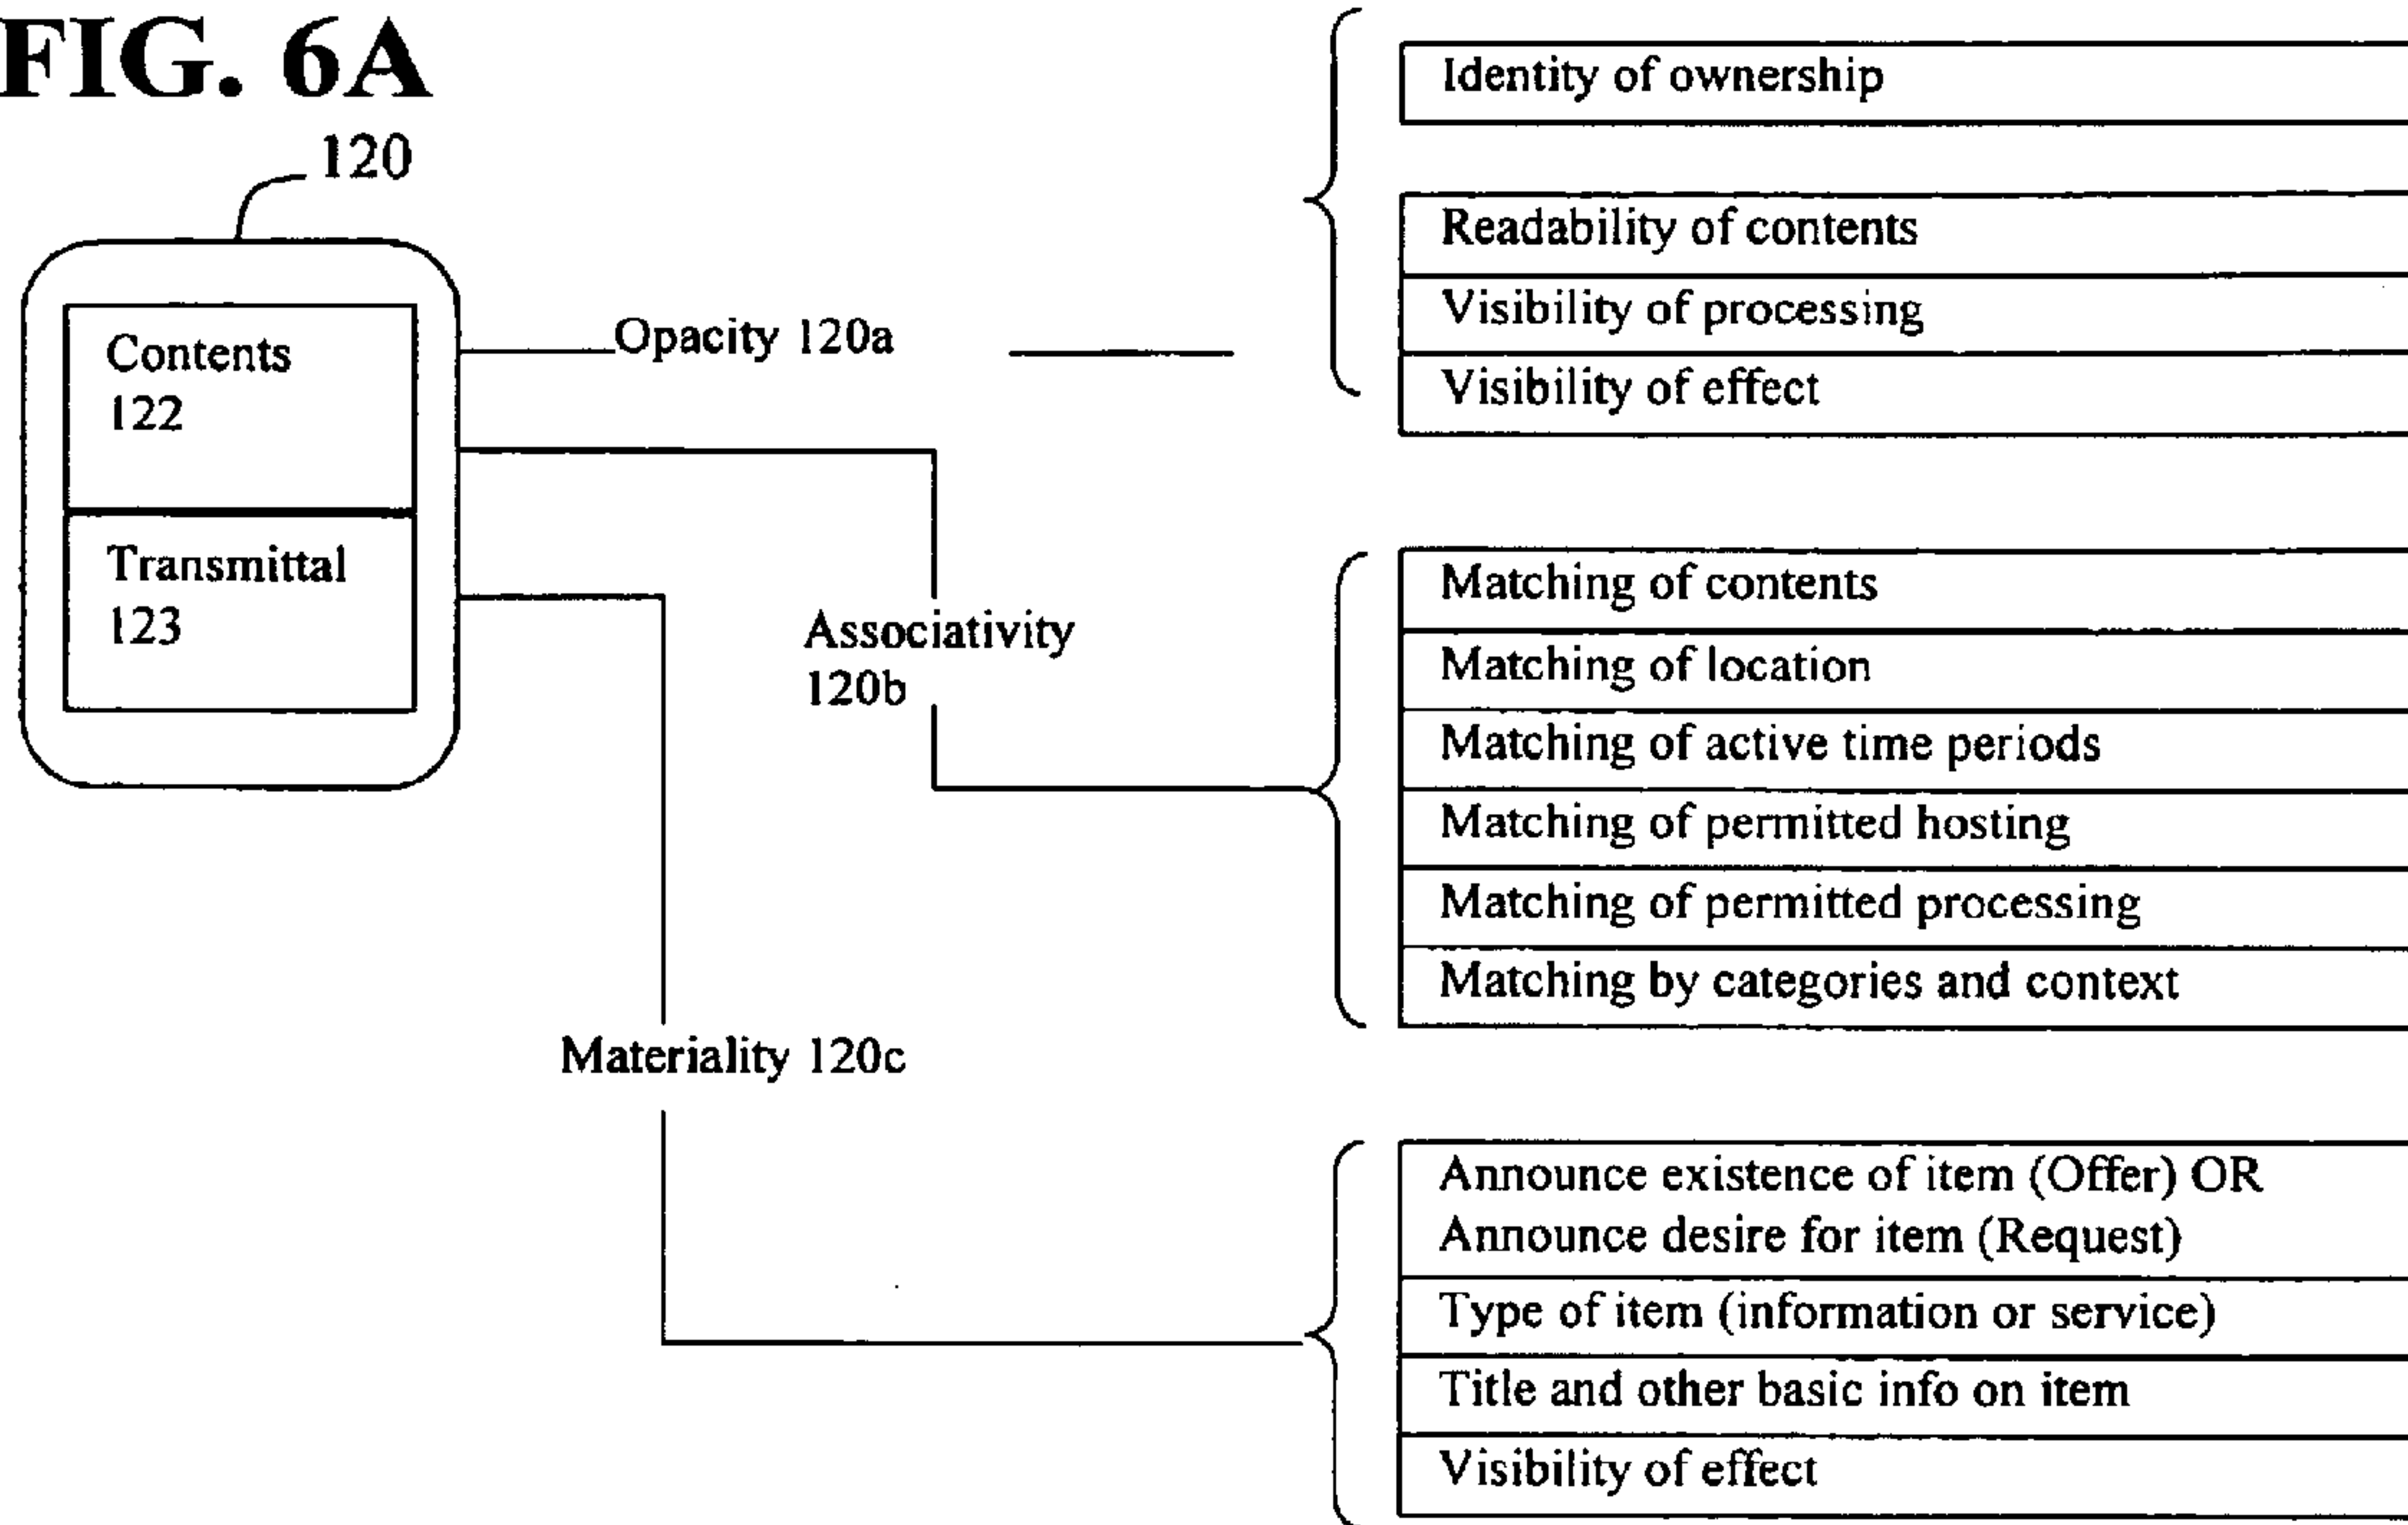 FIG. 6A
120
Contents
122
Transmittal
123
Opacity 120a
Associativity
120b
Materiality 120c
Identity of ownership
Readability of contents
Visibility of processing
Visibility of effect
Matching of contents
Matching of location
Matching of active time periods
Matching of permitted hosting
Matching of permitted processing
Matching by categories and context
Announce existence of item (Offer) OR
Announce desire for item (Request)
Type of item (information or service)
Title and other basic info on item
Visibility of effect